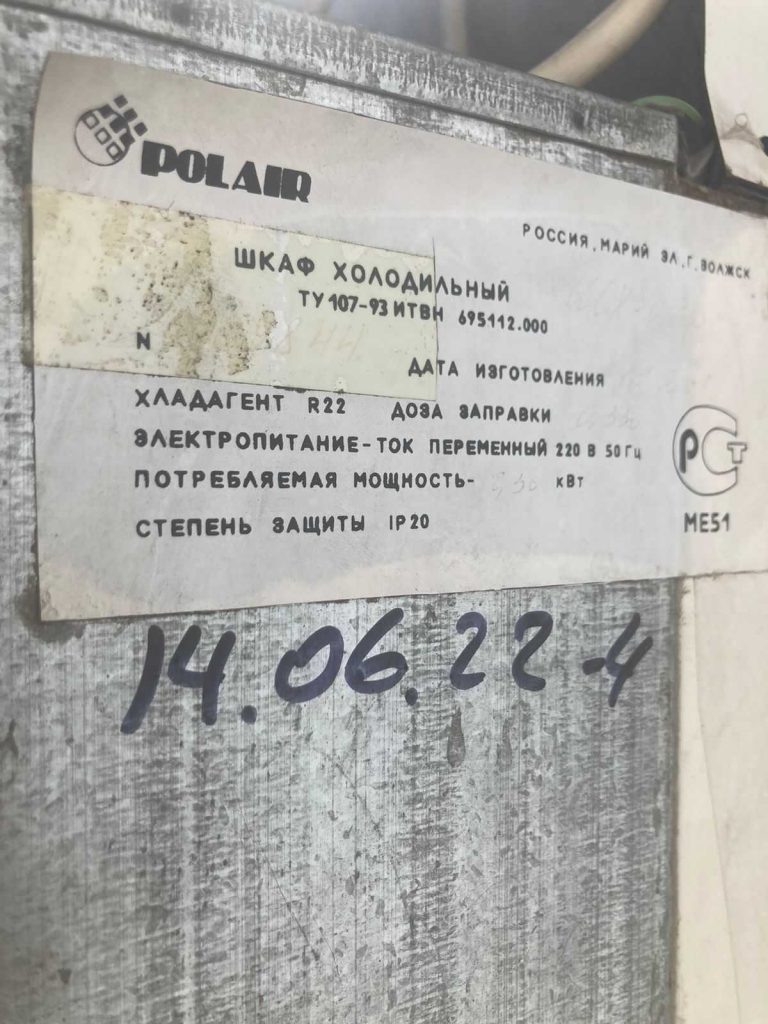 POLAIR
РОССИЯ, МАРИЙ ЭЛ, Г. ВОЛЖСК
ШКАФ ХОЛОДИЛЬНЫЙ
ТУ 107-93 ИТВН 695112.000
N
ДАТА ИЗГОТОВЛЕНИЯ
ХЛАДАГЕНТ R22 ДОЗА ЗАПРАВКИ
ЭЛЕКТРОПИТАНИЕ-ТОК ПЕРЕМЕННЫЙ 220 В 50 Гц
ПОТРЕБЛЯЕМАЯ МОЩНОСТЬ- кВт
СТЕПЕНЬ ЗАЩИТЫ IP20
РСТ
МЕ51
14.06.22-4